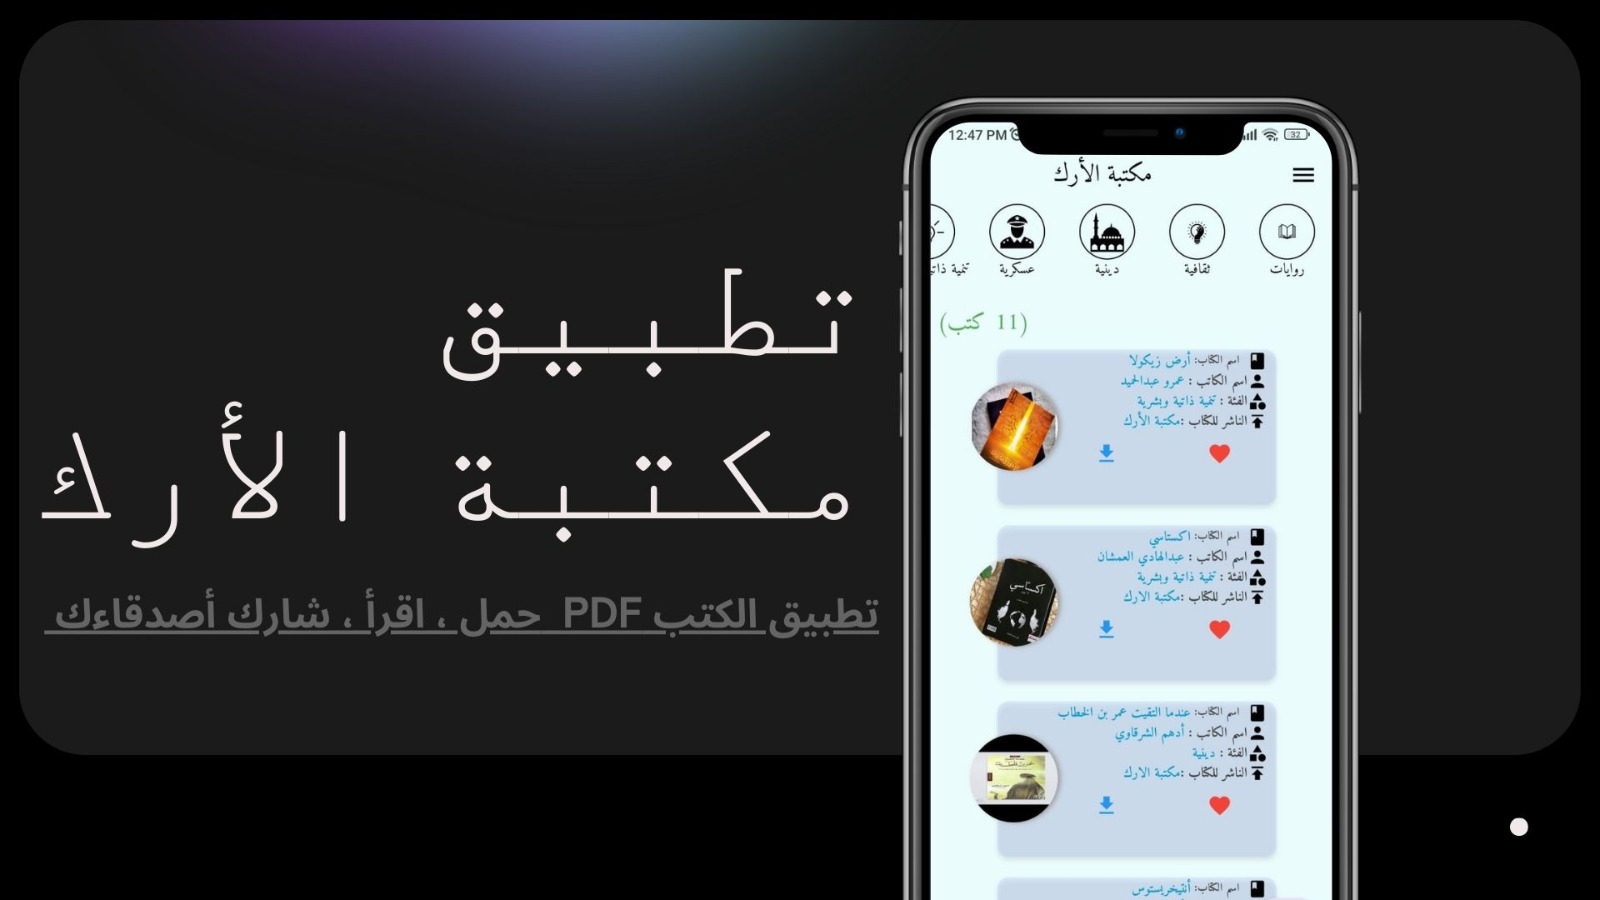 تطبيق
مكتبة الأرك
تطبيق الكتب PDF حمل ، اقرأ ، شارك أصدقاءك
12:47 PM
32
مكتبة الأرك
روايات
ثقافية
دينية
عسكرية
تنمية ذاتي
(11 كتب)
اسم الكتاب: أرض زيكولا
اسم الكاتب : عمرو عبدالحميد
الفئة : تنمية ذاتية وبشرية
الناشر للكتاب :مكتبة الأرك
اسم الكتاب: اكستاسي
اسم الكاتب : عبدالهادي العمشان
الفئة : تنمية ذاتية وبشرية
الناشر للكتاب :مكتبة الارك
اكستاسي
اسم الكتاب: عندما التقيت عمر بن الخطاب
اسم الكاتب : أدهم الشرقاوي
الفئة : دينية
الناشر للكتاب :مكتبة الارك
اسم الكتاب: أنتيخريستوس